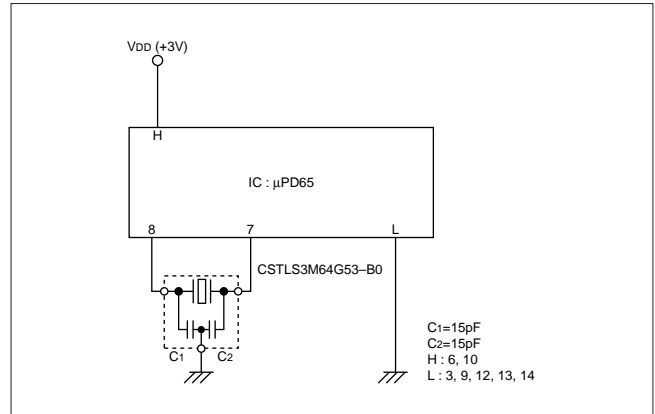 VDD (+3V)
H
IC : μPD65
8 7 L
CSTLS3M64G53–B0
C1 C2
C1=15pF
C2=15pF
H : 6, 10
L : 3, 9, 12, 13, 14